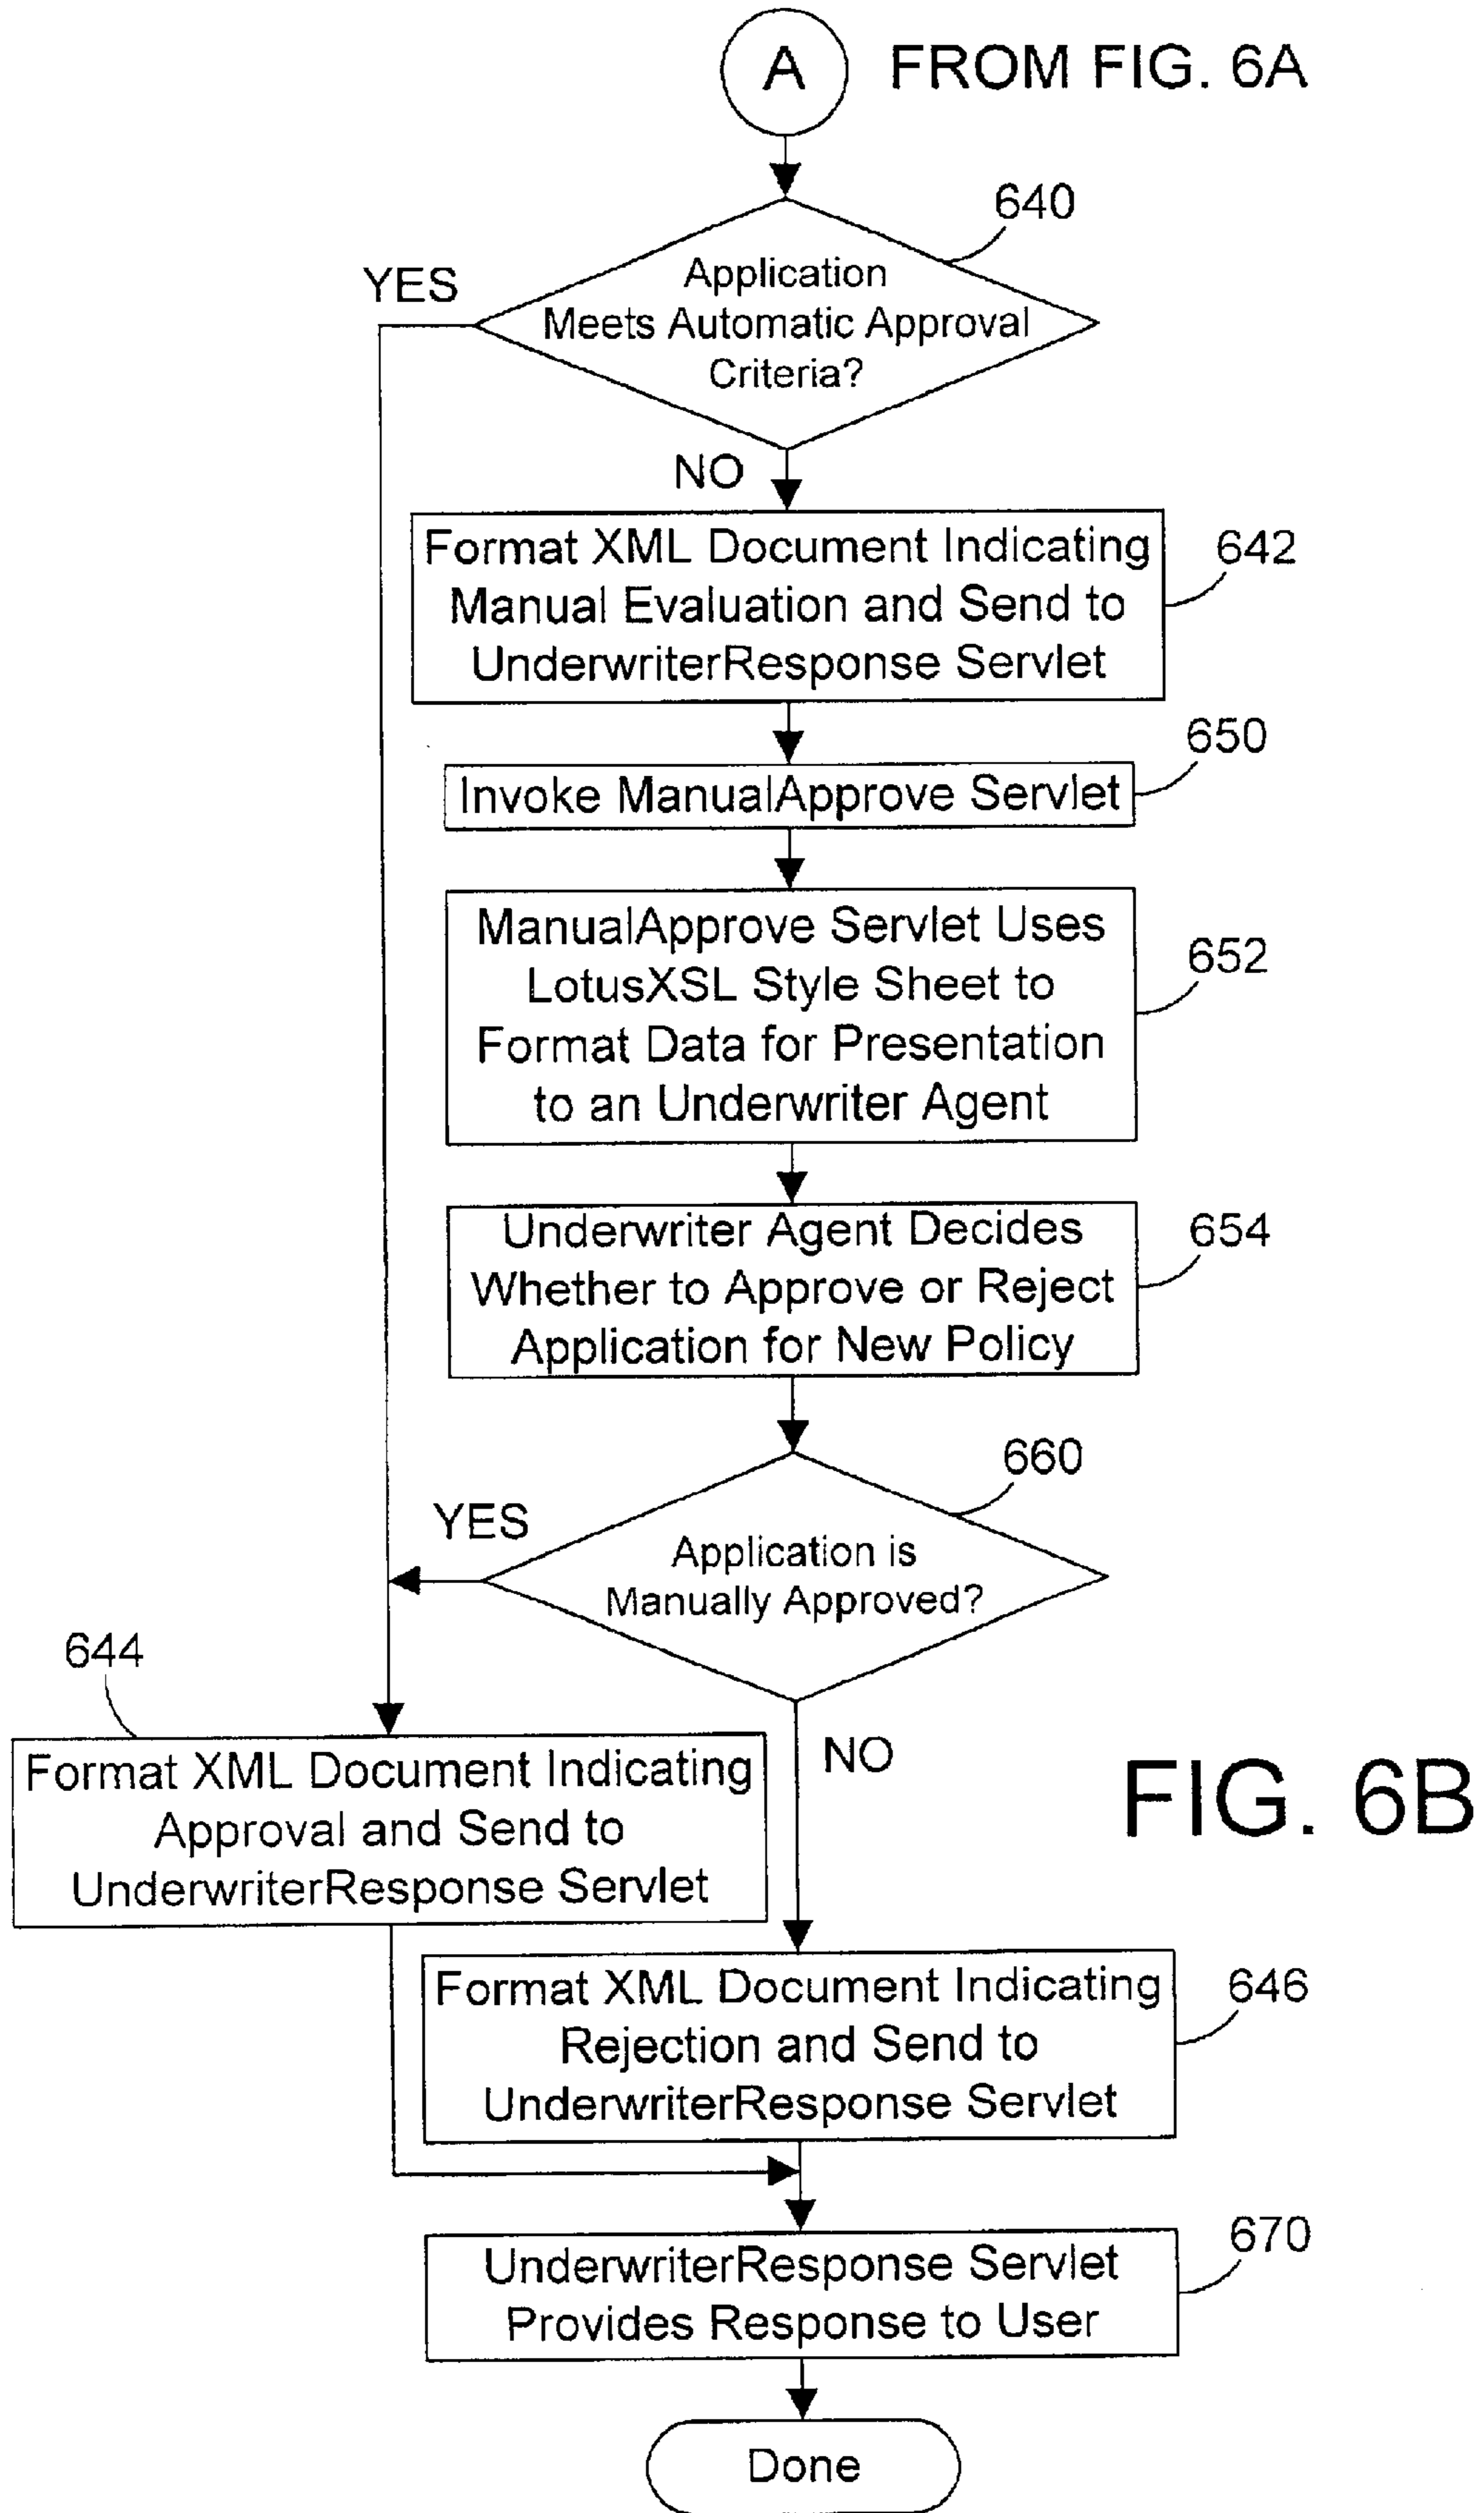 A
FROM FIG. 6A
640
YES
Application
Meets Automatic Approval
Criteria?
NO
Format XML Document Indicating
Manual Evaluation and Send to
UnderwriterResponse Servlet
642
650
Invoke ManualApprove Servlet
ManualApprove Servlet Uses
LotusXSL Style Sheet to
Format Data for Presentation
to an Underwriter Agent
652
Underwriter Agent Decides
Whether to Approve or Reject
Application for New Policy
654
660
YES
Application is
Manually Approved?
644
NO
Format XML Document Indicating
Approval and Send to
UnderwriterResponse Servlet
FIG. 6B
Format XML Document Indicating
Rejection and Send to
UnderwriterResponse Servlet
646
670
UnderwriterResponse Servlet
Provides Response to User
Done